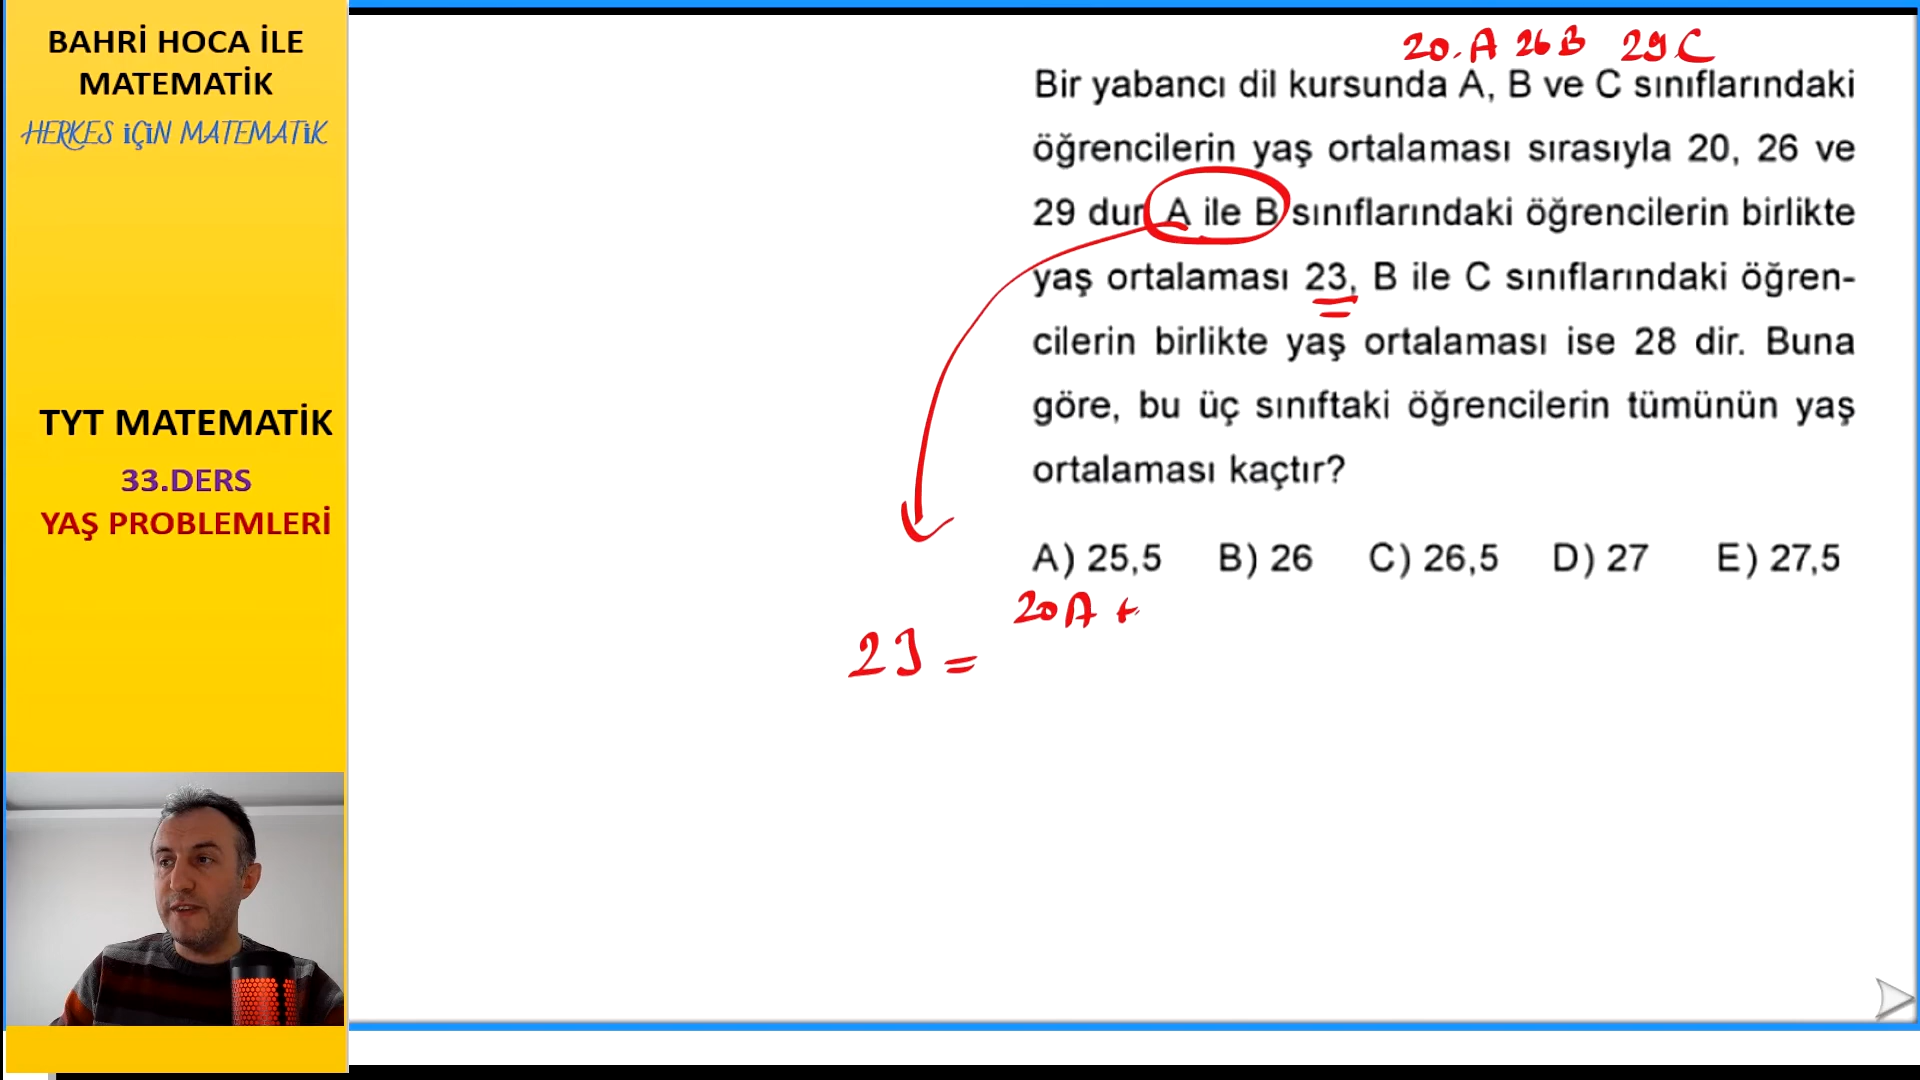 BAHRİ HOCA İLE
MATEMATİK
HERKES İÇİN MATEMATİK
TYT MATEMATİK
33.DERS
YAŞ PROBLEMLERİ
20.A 26B 29C
Bir yabancı dil kursunda A, B ve C sınıflarındaki
öğrencilerin yaş ortalaması sırasıyla 20, 26 ve
29 dur A ile B sınıflarındaki öğrencilerin birlikte
yaş ortalaması 23, B ile C sınıflarındaki öğren-
cilerin birlikte yaş ortalaması ise 28 dir. Buna
göre, bu üç sınıftaki öğrencilerin tümünün yaş
ortalaması kaçtır?
A) 25,5 B) 26 C) 26,5 D) 27 E) 27,5
20A +
23 =